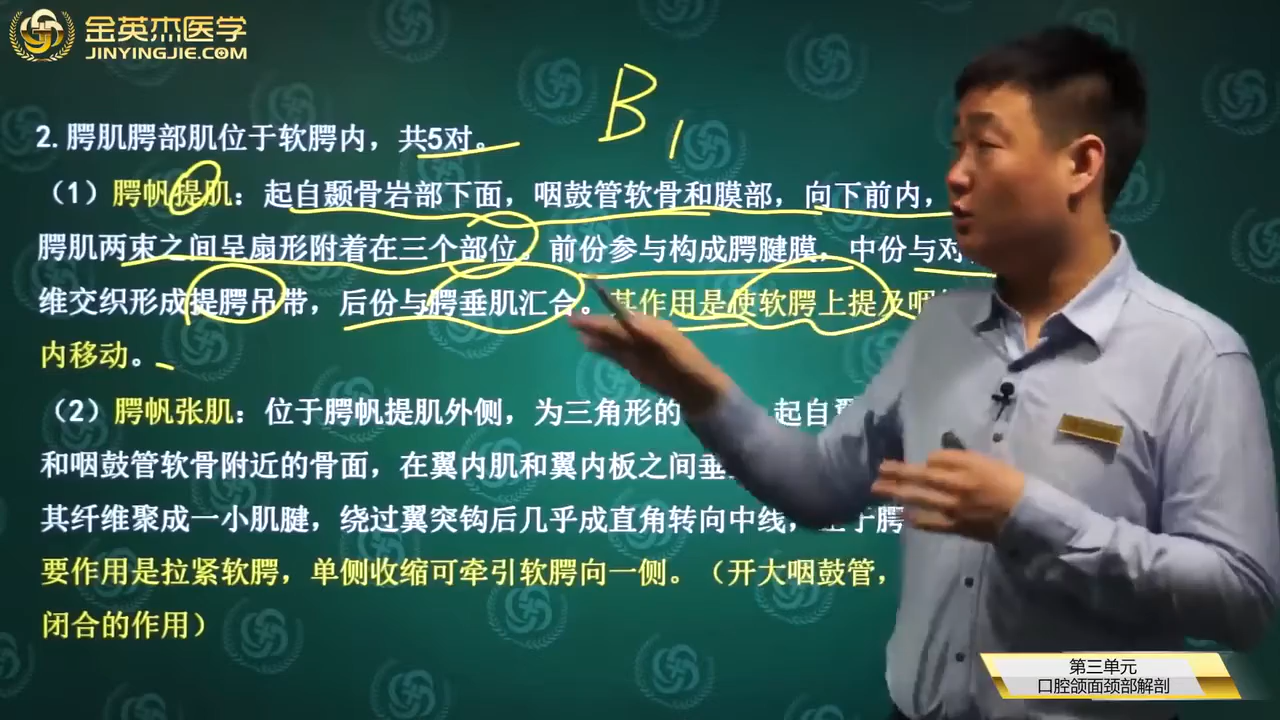 金英杰医学
JINYINGJIE.COM
B1
2. 腭肌腭部肌位于软腭内，共5对。
（1）腭帆提肌：起自颞骨岩部下面，咽鼓管软骨和膜部，向下前内，
腭肌两束之间呈扇形附着在三个部位。前份参与构成腭腱膜，中份与对
维交织形成提腭吊带，后份与腭垂肌汇合。其作用是使软腭上提及咽
内移动。
（2）腭帆张肌：位于腭帆提肌外侧，为三角形的 起自翼
和咽鼓管软骨附近的骨面，在翼内肌和翼内板之间垂
其纤维聚成一小肌腱，绕过翼突钩后几乎成直角转向中线，止于腭
要作用是拉紧软腭，单侧收缩可牵引软腭向一侧。（开大咽鼓管，
闭合的作用）
第三单元
口腔颌面颈部解剖